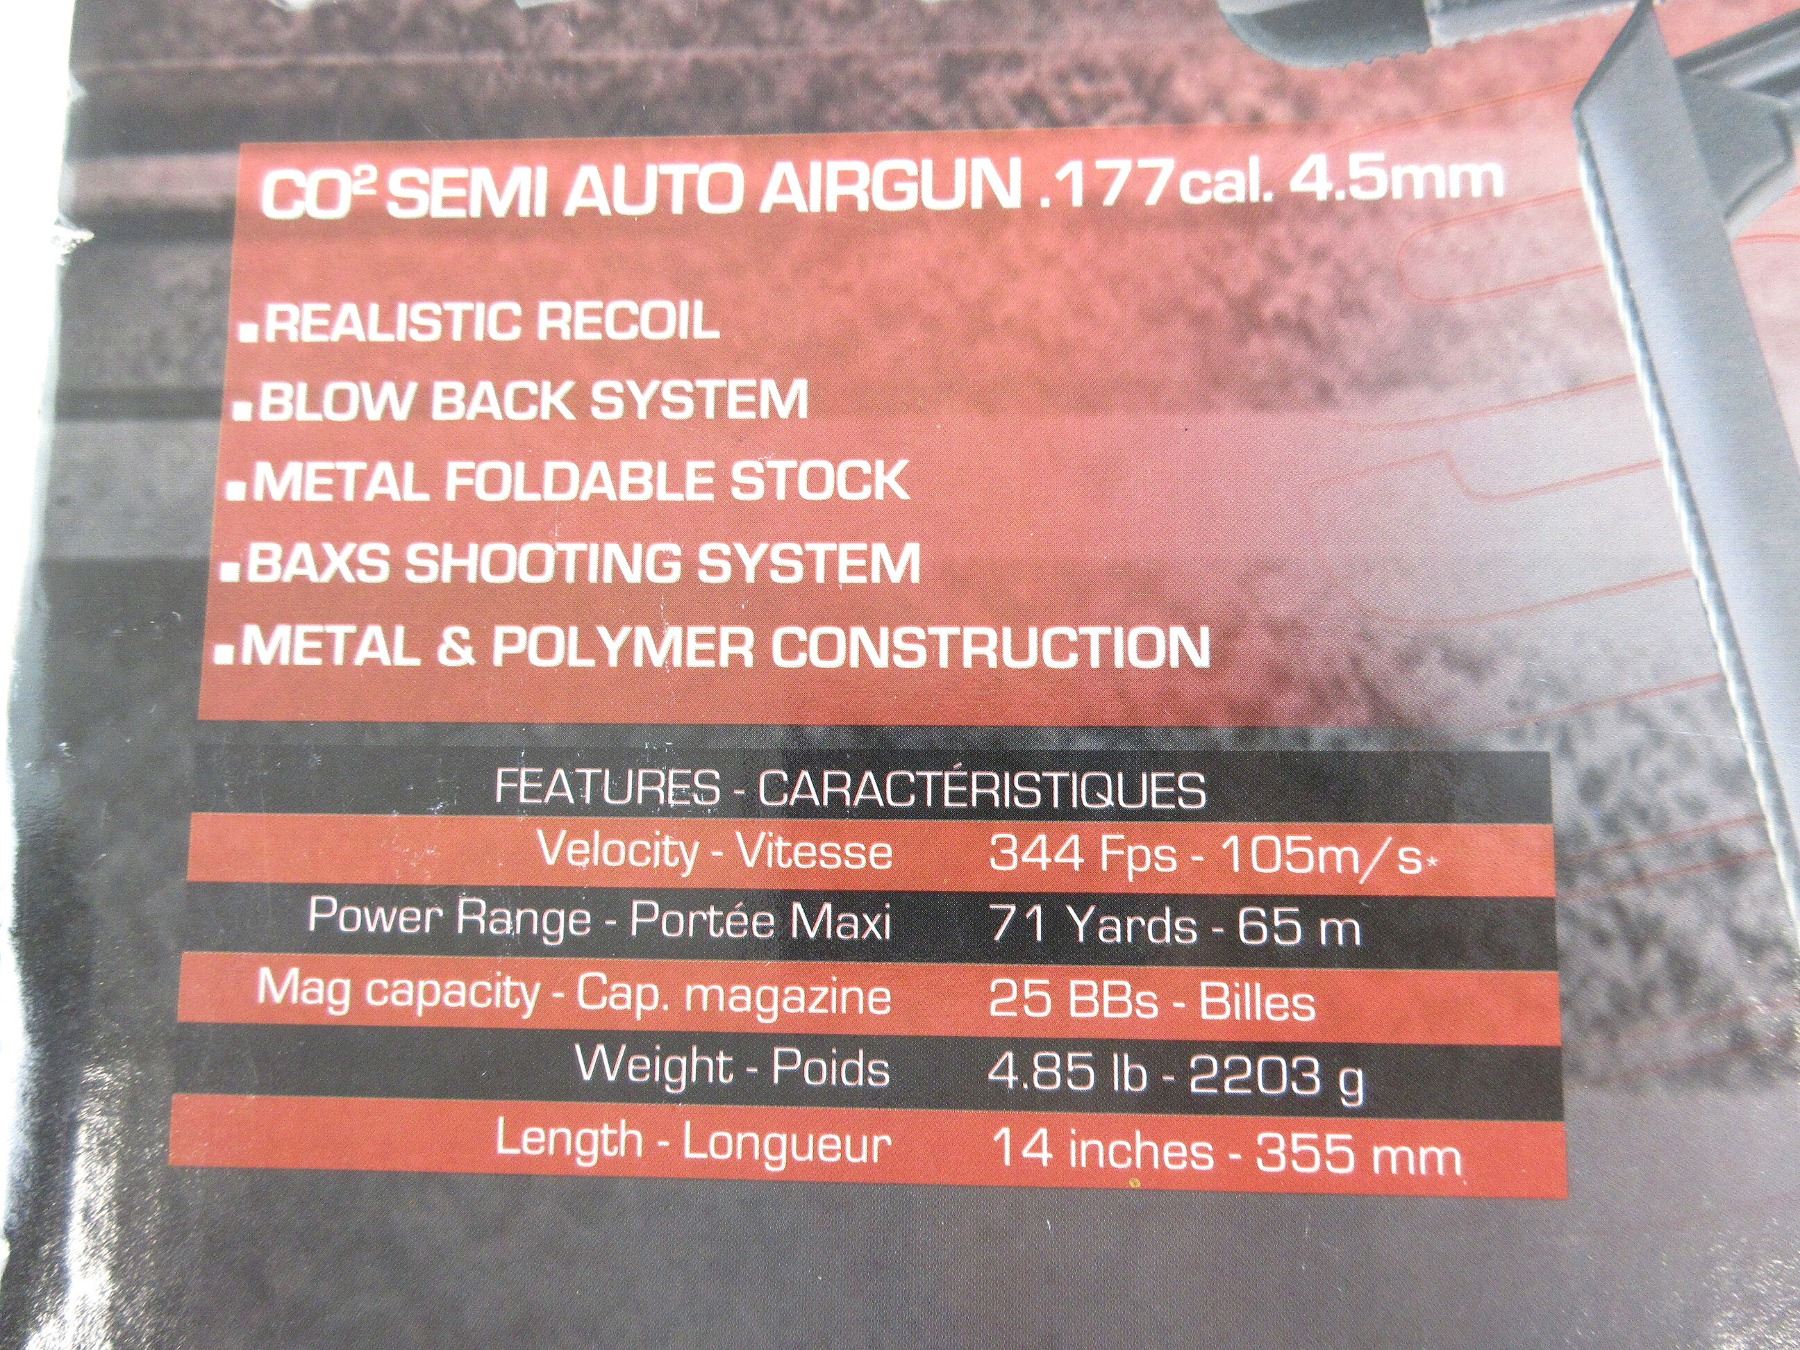 CO² SEMI AUTO AIRGUN .177cal. 4.5mm
▪REALISTIC RECOIL
▪BLOW BACK SYSTEM
▪METAL FOLDABLE STOCK
▪BAXS SHOOTING SYSTEM
▪METAL & POLYMER CONSTRUCTION
FEATURES - CARACTÉRISTIQUES
Velocity - Vitesse 344 Fps - 105m/s*
Power Range - Portée Maxi 71 Yards - 65 m
Mag capacity - Cap. magazine 25 BBs - Billes
Weight - Poids 4.85 lb - 2203 g
Length - Longueur 14 inches - 355 mm